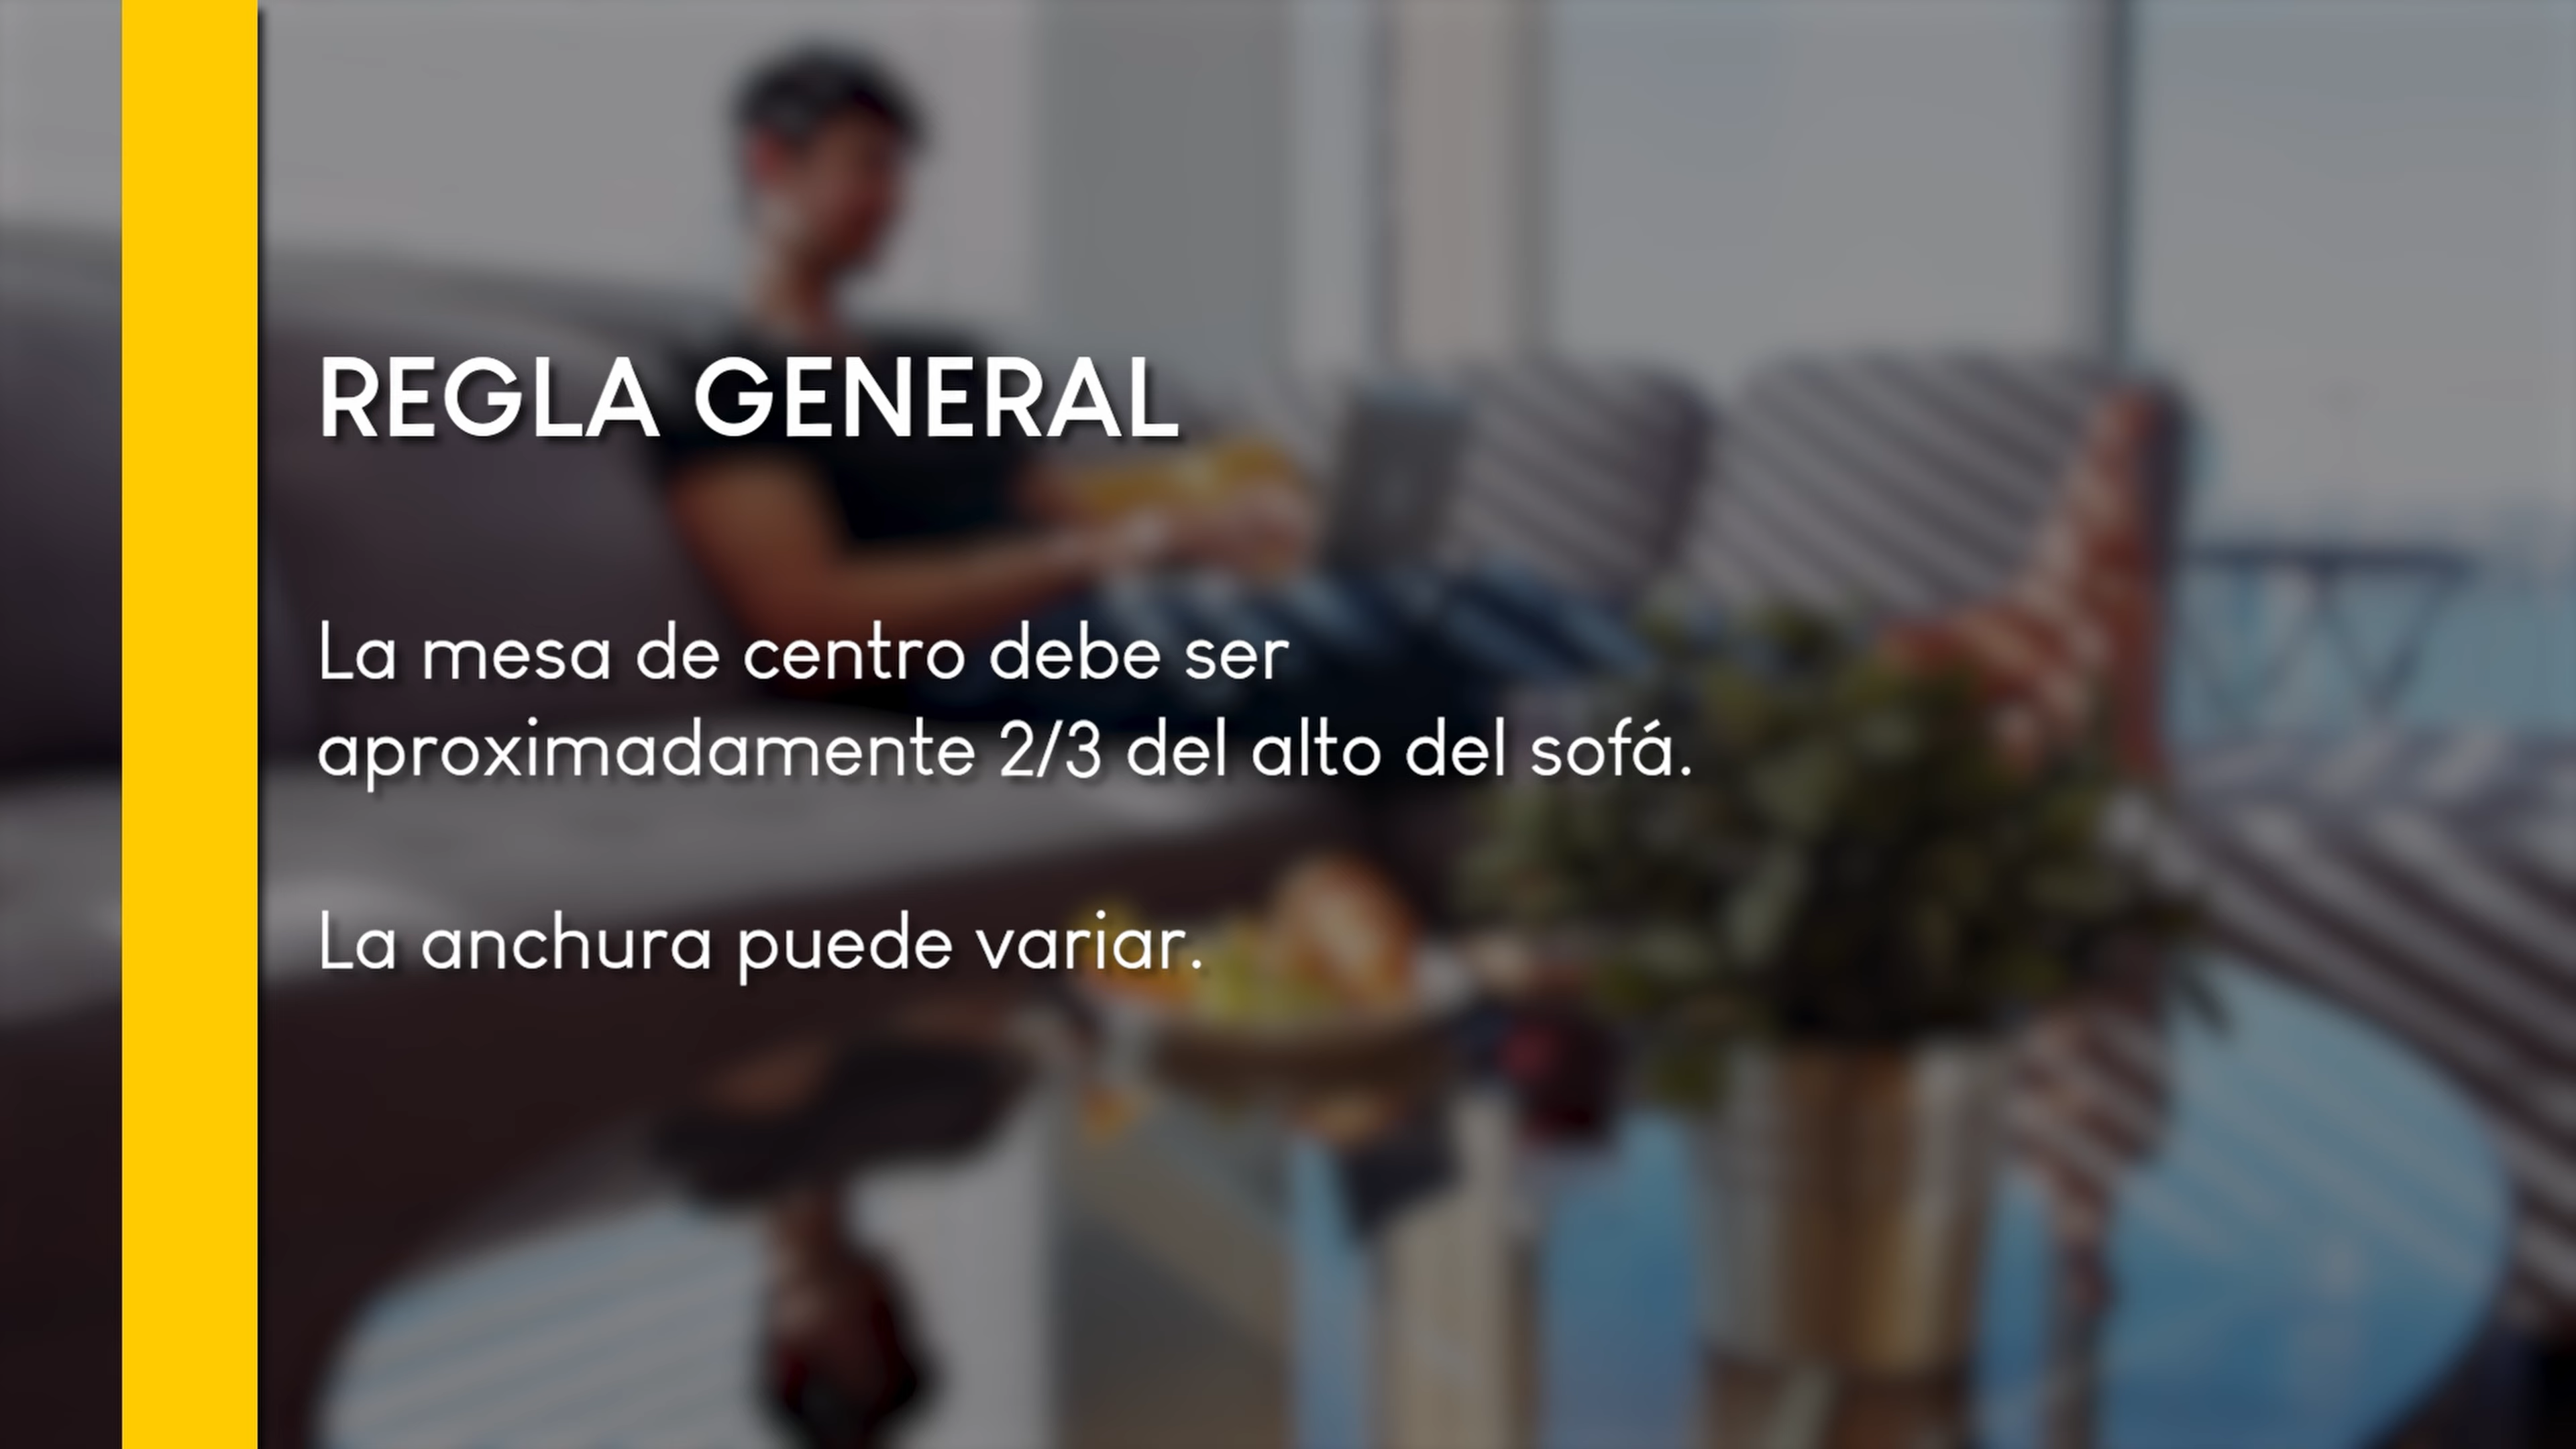 REGLA GENERAL
La mesa de centro debe ser
aproximadamente 2/3 del alto del sofá.
La anchura puede variar.